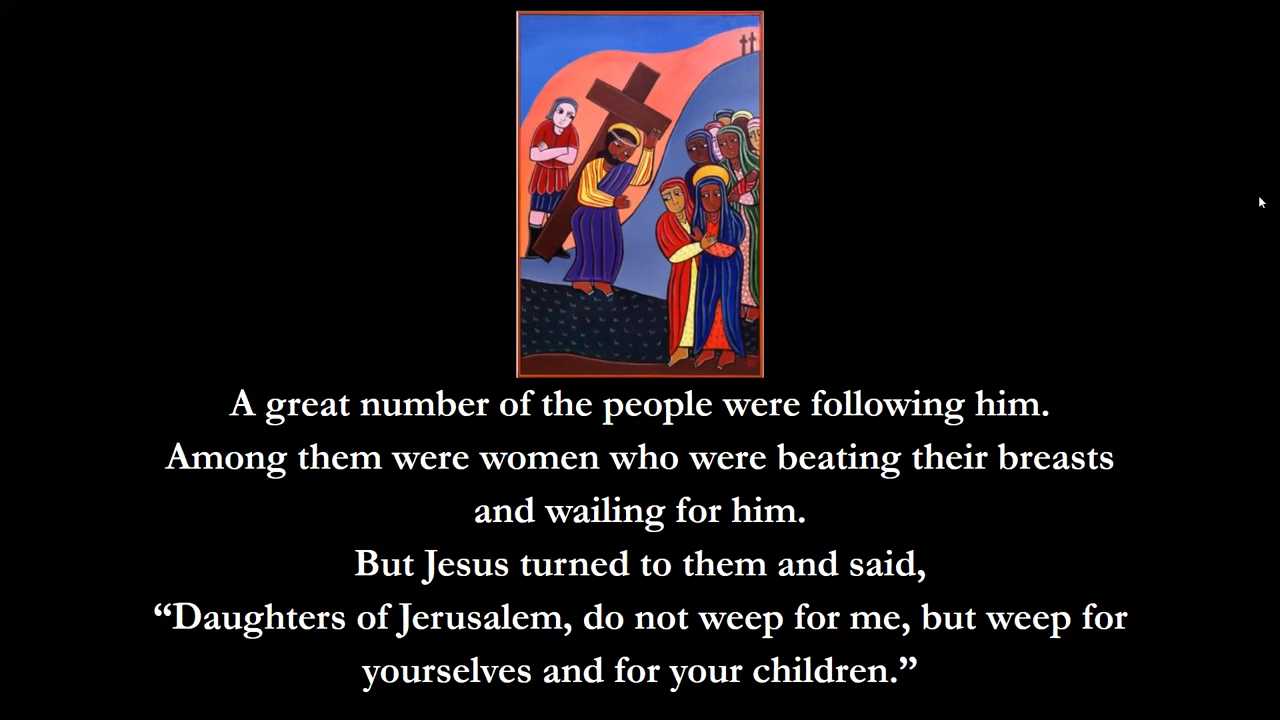 A great number of the people were following him.
Among them were women who were beating their breasts
and wailing for him.
But Jesus turned to them and said,
“Daughters of Jerusalem, do not weep for me, but weep for
yourselves and for your children.”